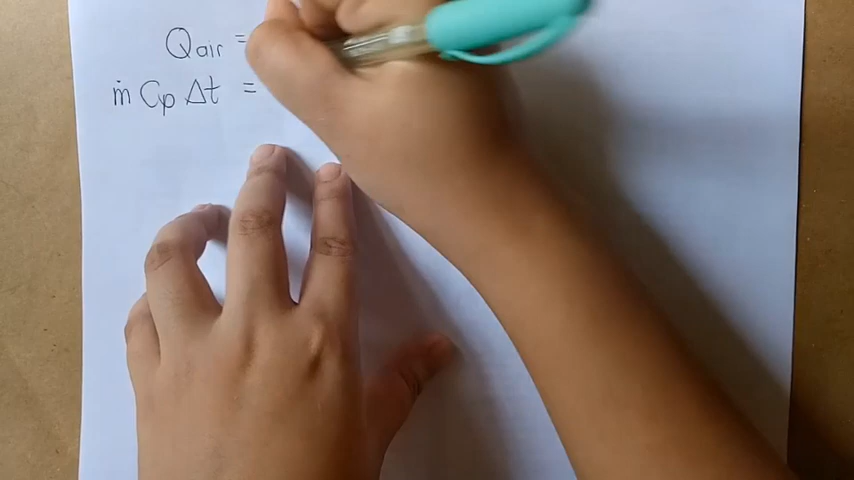 Qair =
ṁ Cp Δt =